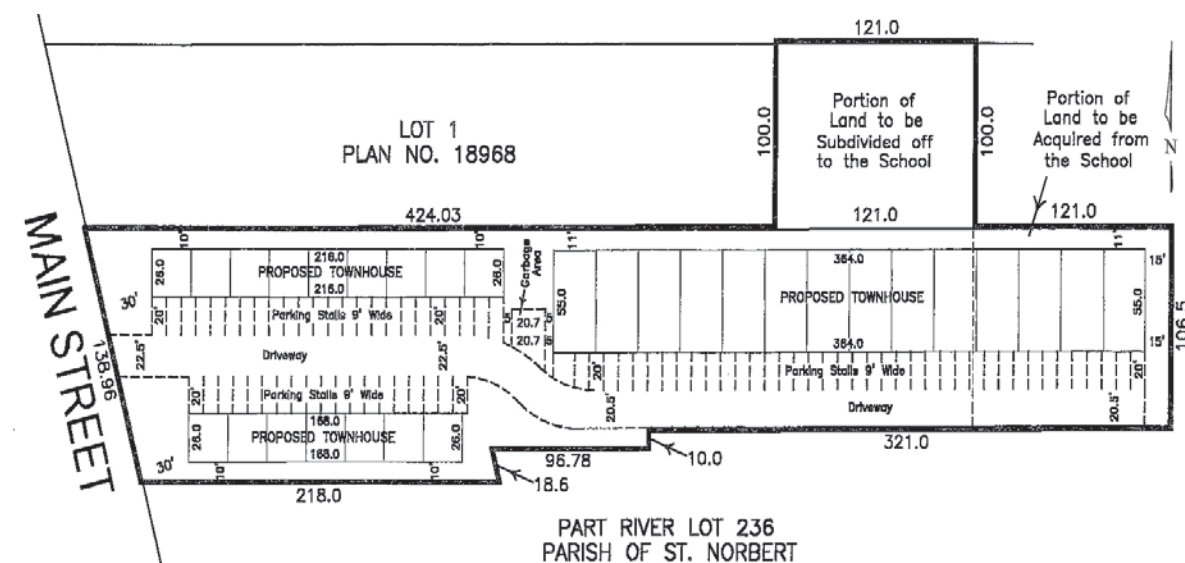 121.0
LOT 1
PLAN NO. 18968
100.0
Portion of
Land to be
Subdivided off
to the School
100.0
Portion of
Land to be
Acquired from
the School
N
424.03
121.0
121.0
MAIN STREET
138.96
10'
10'
Garbage
Area
11'
11'
26.0
216.0
PROPOSED TOWNHOUSE
216.0
26.0
55.0
364.0
PROPOSED TOWNHOUSE
364.0
55.0
18'
15'
106.5
30'
20'
Parking Stalls 9' Wide
20'
5'
20.7
5'
20.7
5
22.5'
Driveway
22.5'
20'
Parking Stalls 9' Wide
20'
20'
Parking Stalls 9' Wide
20'
20.5'
Driveway
20.5'
26.0
168.0
PROPOSED TOWNHOUSE
168.0
26.0
30'
10'
10'
96.78
10.0
321.0
218.0
18.6
PART RIVER LOT 236
PARISH OF ST. NORBERT